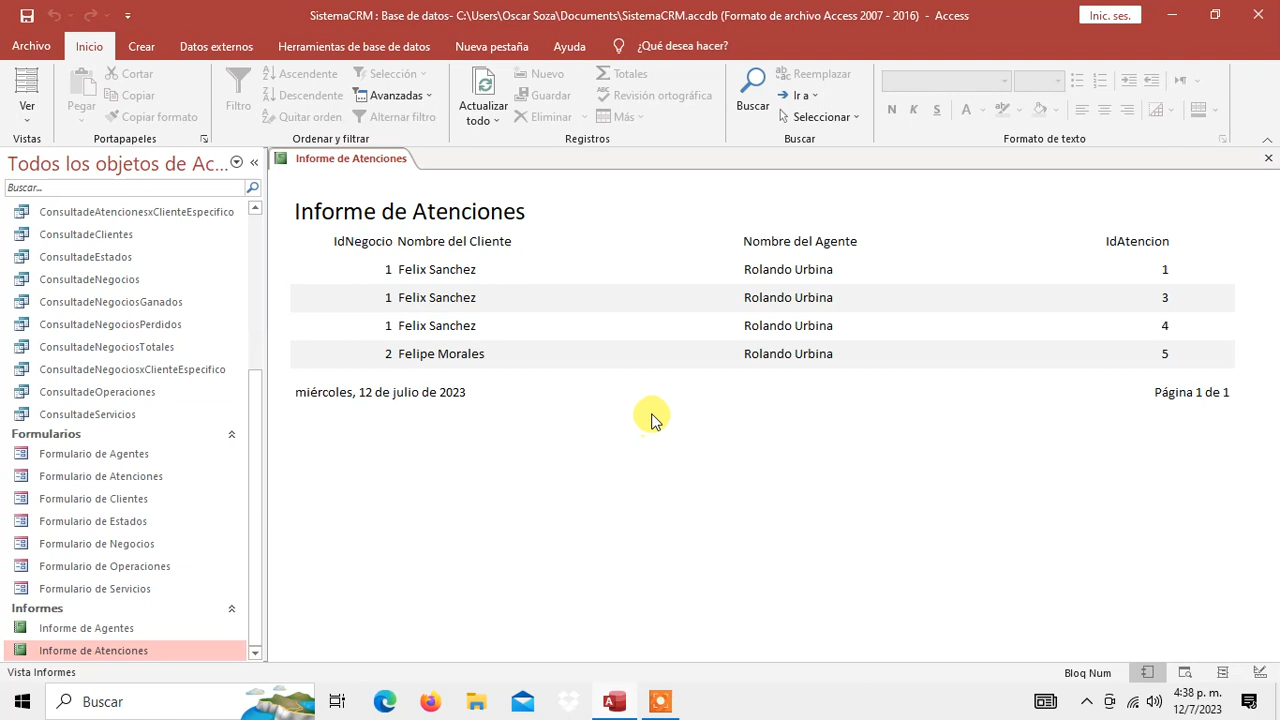 SistemaCRM : Base de datos- C:\Users\Oscar Soza\Documents\SistemaCRM.accdb (Formato de archivo Access 2007 - 2016) - Access
Inic. ses.
Archivo Inicio Crear Datos externos Herramientas de base de datos Nueva pestaña Ayuda ¿Qué desea hacer?
Ver
Vistas
Pegar
Cortar
Copiar
Copiar formato
Portapapeles
Filtro
Ascendente
Descendente
Quitar orden
Selección
Avanzadas
Alternar filtro
Ordenar y filtrar
Actualizar
todo
Nuevo
Guardar
Eliminar
Totales
Revisión ortográfica
Más
Registros
Buscar
Reemplazar
Ir a
Seleccionar
Buscar
N K S A
Formato de texto
Todos los objetos de Ac...
Buscar...
ConsultadeAtencionesxClienteEspecifico
ConsultadeClientes
ConsultadeEstados
ConsultadeNegocios
ConsultadeNegociosGanados
ConsultadeNegociosPerdidos
ConsultadeNegociosTotales
ConsultadeNegociosxClienteEspecifico
ConsultadeOperaciones
ConsultadeServicios
Formularios
Formulario de Agentes
Formulario de Atenciones
Formulario de Clientes
Formulario de Estados
Formulario de Negocios
Formulario de Operaciones
Formulario de Servicios
Informes
Informe de Agentes
Informe de Atenciones
Informe de Atenciones
Informe de Atenciones
IdNegocio Nombre del Cliente Nombre del Agente IdAtencion
1 Felix Sanchez Rolando Urbina 1
1 Felix Sanchez Rolando Urbina 3
1 Felix Sanchez Rolando Urbina 4
2 Felipe Morales Rolando Urbina 5
miércoles, 12 de julio de 2023 Página 1 de 1
Vista Informes
Bloq Num
Buscar
4:38 p. m.
12/7/2023